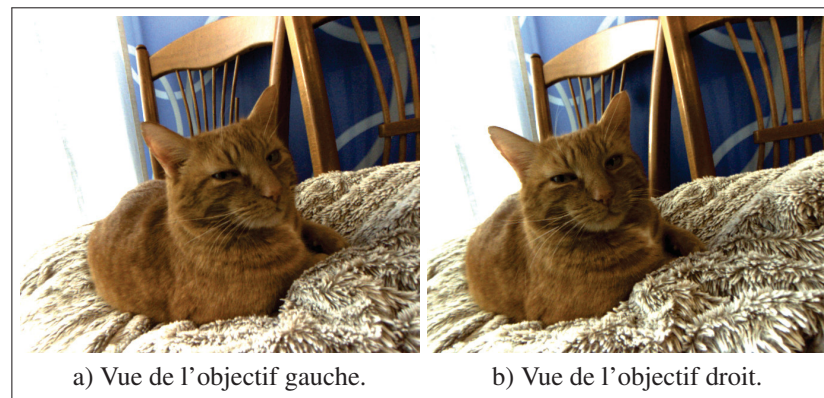 a) Vue de l'objectif gauche.
b) Vue de l'objectif droit.